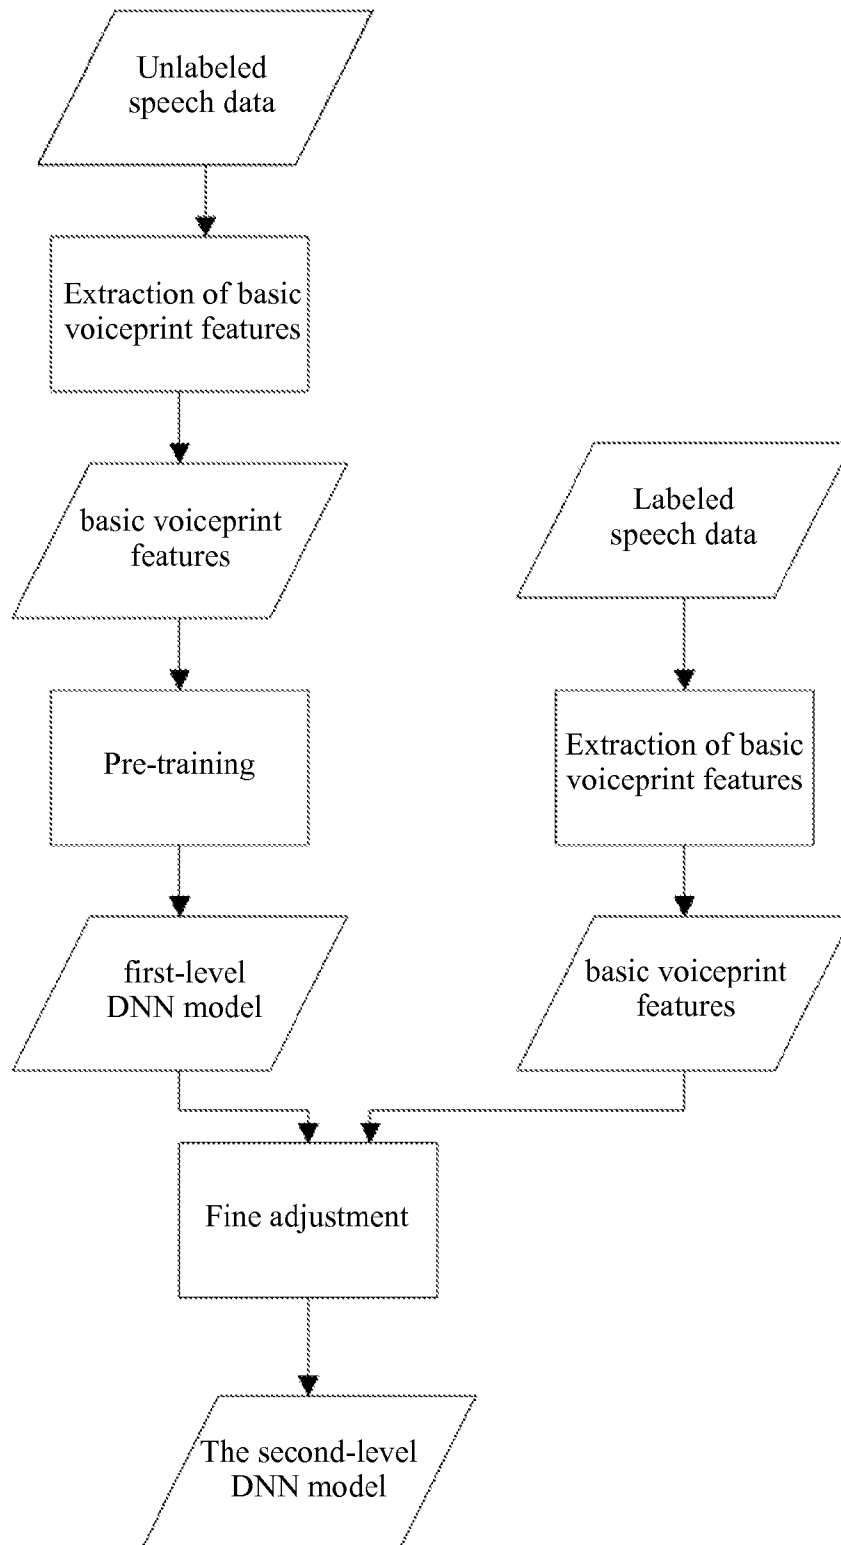 Unlabeled
speech data
Extraction of basic
voiceprint features
basic voiceprint
features
Pre-training
first-level
DNN model
Labeled
speech data
Extraction of basic
voiceprint features
basic voiceprint
features
Fine adjustment
The second-level
DNN model